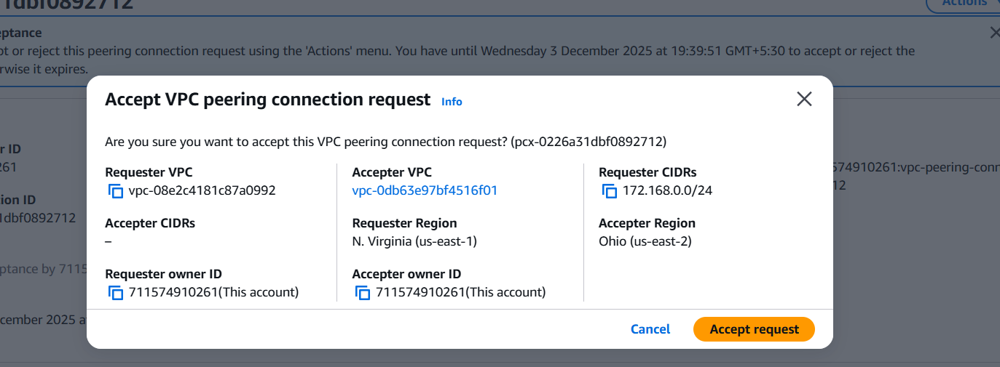 1dbf0892712
Actions
eptance
pt or reject this peering connection request using the 'Actions' menu. You have until Wednesday 3 December 2025 at 19:39:51 GMT+5:30 to accept or reject the
rwise it expires.
Accept VPC peering connection request Info
Are you sure you want to accept this VPC peering connection request? (pcx-0226a31dbf0892712)
r ID
261
tion ID
1dbf0892712
ptance by 7115
ecember 2025 a
Requester VPC
vpc-08e2c4181c87a0992
Accepter VPC
vpc-0db63e97bf4516f01
Requester CIDRs
172.168.0.0/24
Accepter CIDRs
–
Requester Region
N. Virginia (us-east-1)
Accepter Region
Ohio (us-east-2)
Requester owner ID
711574910261(This account)
Accepter owner ID
711574910261(This account)
574910261:vpc-peering-conn
12
Cancel
Accept request